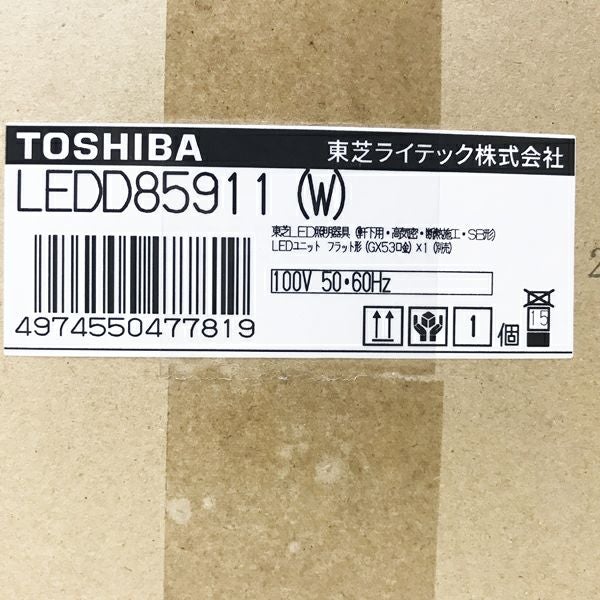 TOSHIBA 東芝ライテック株式会社
LEDD85911 (W)
東芝LED照明器具 (軒下用・高気密・断熱施工・SB形)
LEDユニット フラット形 (GX53口金) ×1 (別売)
100V 50・60Hz
4974550477819
1 個
15
2